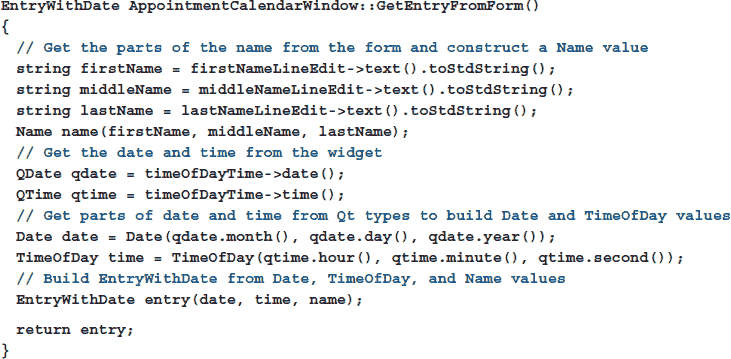 EntryWithDate AppointmentCalendarWindow::GetEntryFromForm()
{
// Get the parts of the name from the form and construct a Name value
string firstName = firstNameLineEdit->text().toStdString();
string middleName = middleNameLineEdit->text().toStdString();
string lastName = lastNameLineEdit->text().toStdString();
Name name(firstName, middleName, lastName);
// Get the date and time from the widget
QDate qdate = timeOfDayTime->date();
QTime qtime = timeOfDayTime->time();
// Get parts of date and time from Qt types to build Date and TimeOfDay values
Date date = Date(qdate.month(), qdate.day(), qdate.year());
TimeOfDay time = TimeOfDay(qtime.hour(), qtime.minute(), qtime.second());
// Build EntryWithDate from Date, TimeOfDay, and Name values
EntryWithDate entry(date, time, name);
return entry;
}